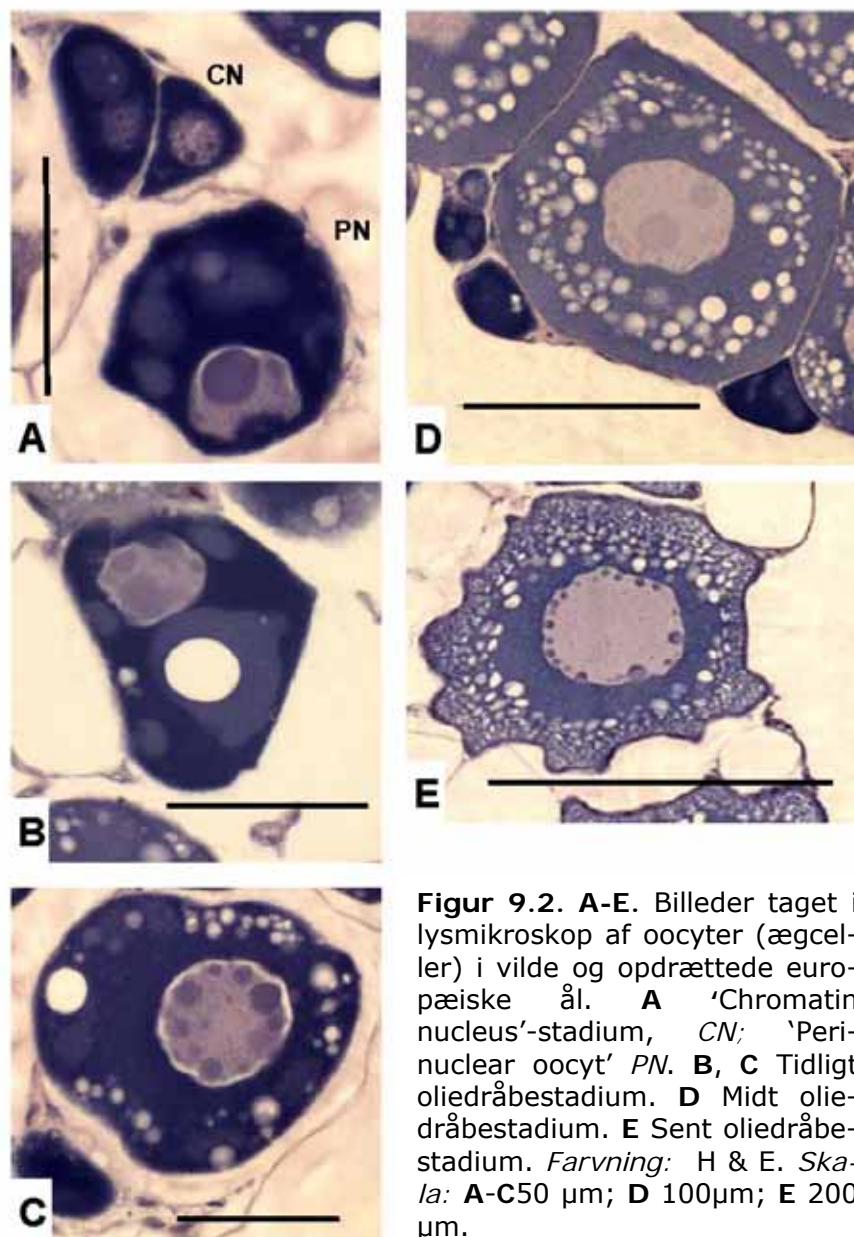 CN
PN
A
D
B
E
C
Figur 9.2. A-E. Billeder taget i
lysmikroskop af oocyter (ægcel-
ler) i vilde og opdrættede euro-
pæiske ål. A ‘Chromatin
nucleus’-stadium, CN; ‘Peri-
nuclear oocyt’ PN. B, C Tidligt
oliedråbestadium. D Midt olie-
dråbestadium. E Sent oliedråbe-
stadium. Farvning: H & E. Ska-
la: A-C50 µm; D 100µm; E 200
µm.